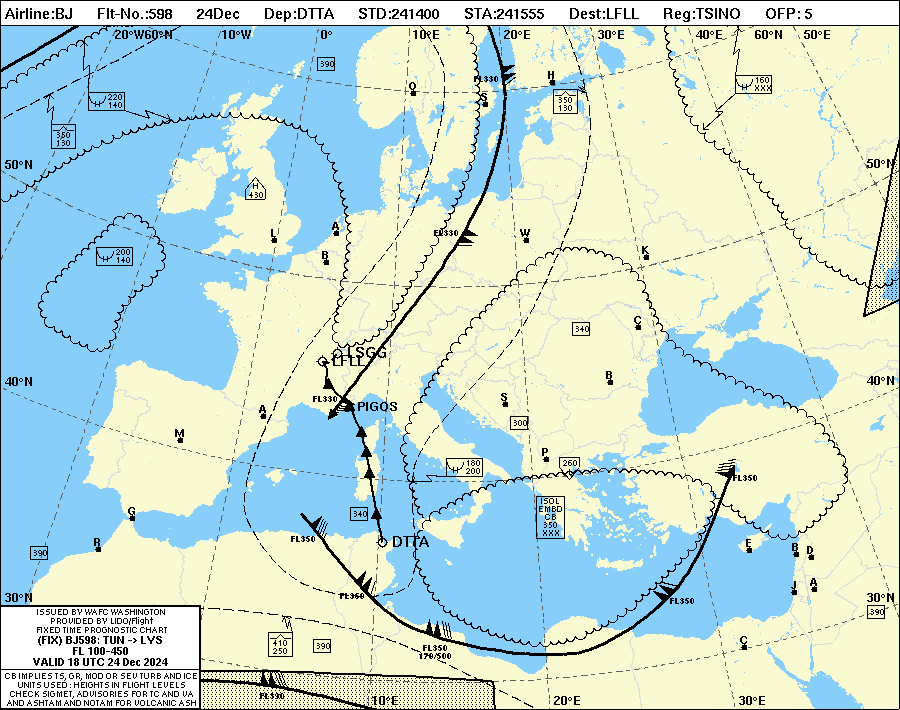 Airline:BJ Flt-No.:598 24Dec Dep:DTTA STD:241400 STA:241555 Dest:LFLL Reg:TSINO OFP: 5
20°W60°N 10°W 0° 10°E 20°E 30°E 40°E 60°N 50°E
390
FL330
O
S
H
220
140
350
130
350
130
160
XXX
50°N
50°N
H
430
L
A
B
FL330
W
K
200
140
340
C
LSGG
LFLL
40°N
40°N
B
FL330
PIGOS
A
S
M
300
P
180
200
260
FL350
G
340
ISOL
EMBD
CB
350
XXX
R
390
FL350
DTTA
E
B
D
J
A
30°N
30°N
FL350
FL350
390
410
250
390
FL350
179/500
C
FL390
10°E
20°E
30°E
ISSUED BY WAFC WASHINGTON
PROVIDED BY LIDO/Flight
FIXED TIME PROGNOSTIC CHART
(FIX) BJ598: TUN -> LYS
FL 100-450
VALID 18 UTC 24 Dec 2024
CB IMPLIES TS, GR, MOD OR SEV TURB AND ICE
UNITS USED : HEIGHTS IN FLIGHT LEVELS
CHECK SIGMET, ADVISORIES FOR TC AND VA
AND ASHTAM AND NOTAM FOR VOLCANIC ASH